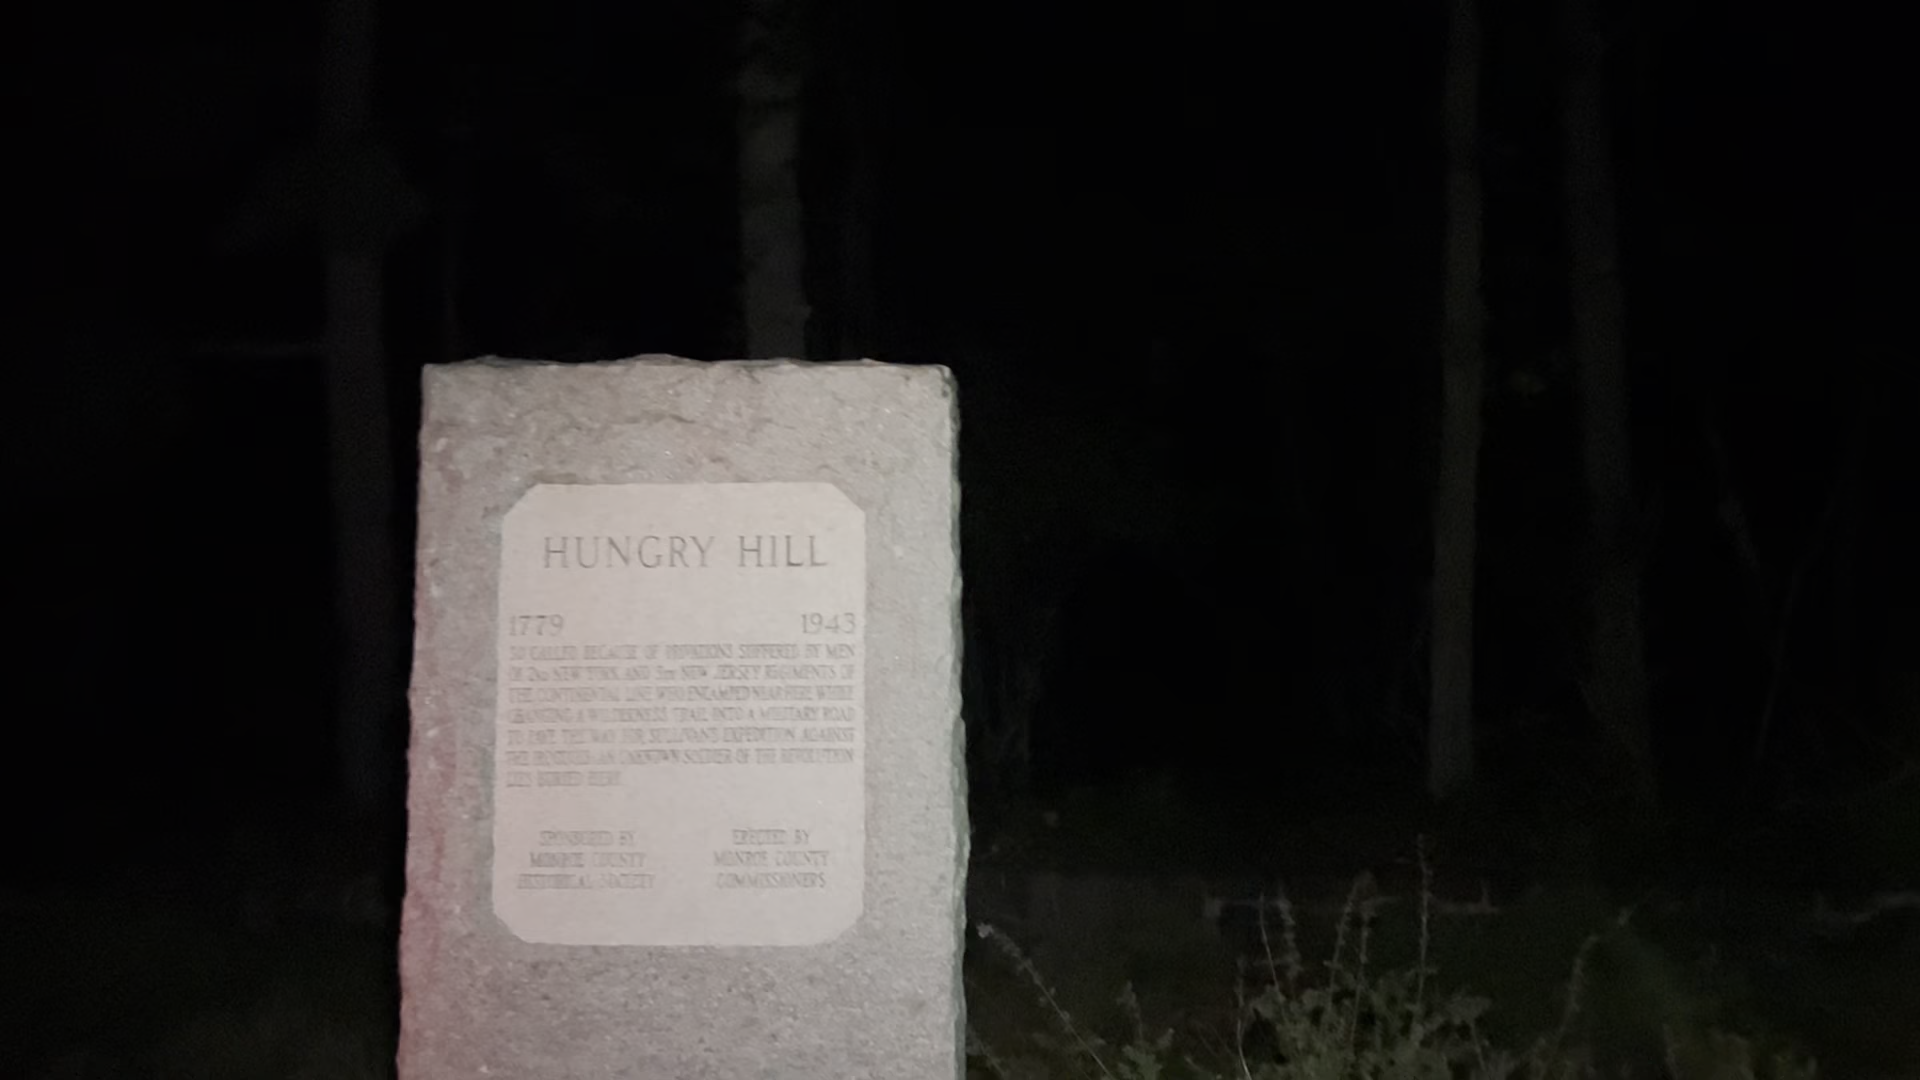 HUNGRY HILL
1779 1943
SO CALLED BECAUSE OF PRIVATIONS SUFFERED BY MEN
OF 2ND NEW YORK AND 5TH NEW JERSEY REGIMENTS OF
THE CONTINENTAL LINE WHO ENCAMPED NEAR HERE WHILE
CHANGING A WILDERNESS TRAIL INTO A MILITARY ROAD
TO PAVE THE WAY FOR SULLIVAN'S EXPEDITION AGAINST
THE IROQUOIS. AN UNKNOWN SOLDIER OF THE REVOLUTION
LIES BURIED HERE.
SPONSORED BY
MONROE COUNTY
HISTORICAL SOCIETY
ERECTED BY
MONROE COUNTY
COMMISSIONERS